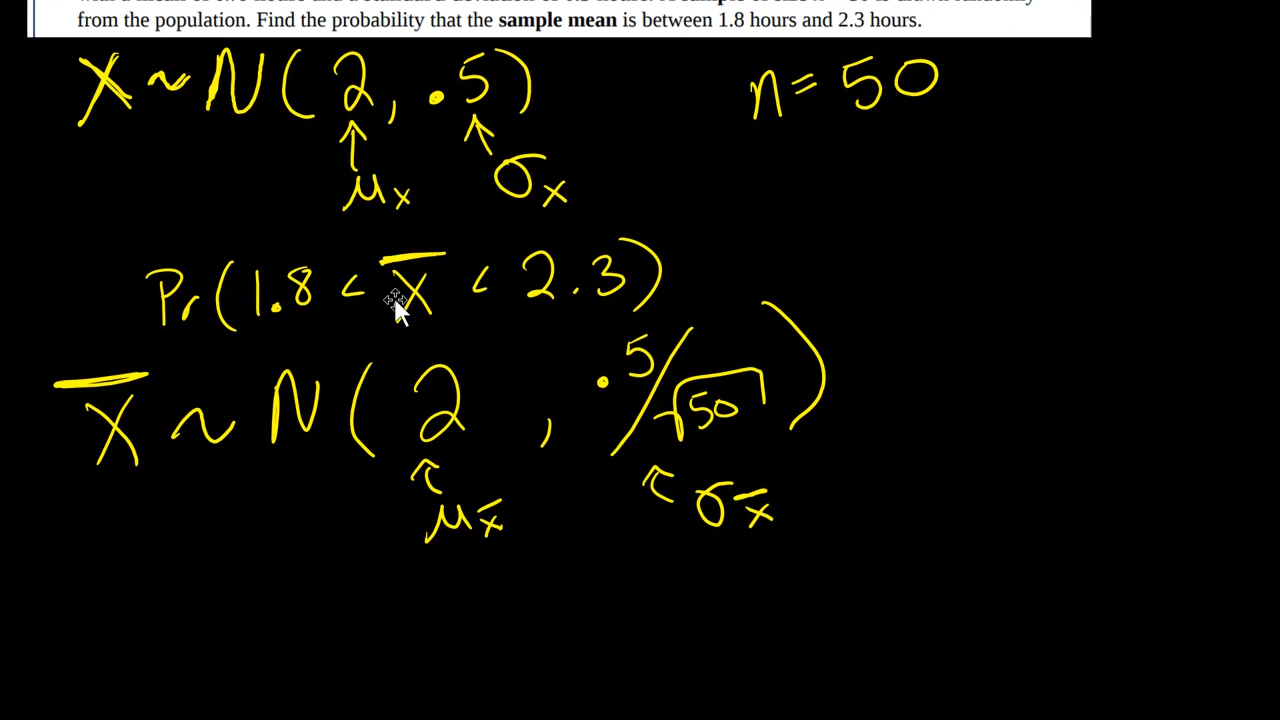 from the population. Find the probability that the sample mean is between 1.8 hours and 2.3 hours.
X ~ N(2, .5) n = 50
↑ ↑
μx σx
Pr(1.8 < X̅ < 2.3)
X̅ ~ N(2, .5/√50)
↑ ↑
μx̅ σx̅